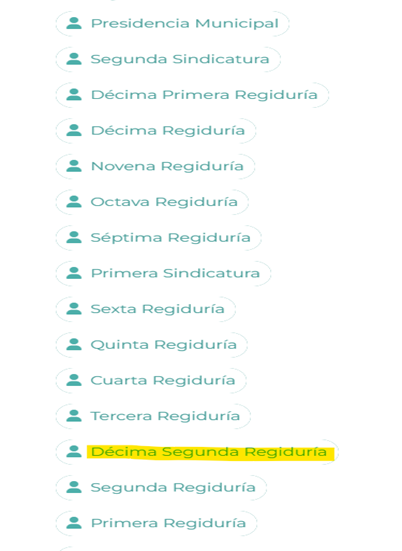 Presidencia Municipal
Segunda Sindicatura
Décima Primera Regiduría
Décima Regiduría
Novena Regiduría
Octava Regiduría
Séptima Regiduría
Primera Sindicatura
Sexta Regiduría
Quinta Regiduría
Cuarta Regiduría
Tercera Regiduría
Décima Segunda Regiduría
Segunda Regiduría
Primera Regiduría